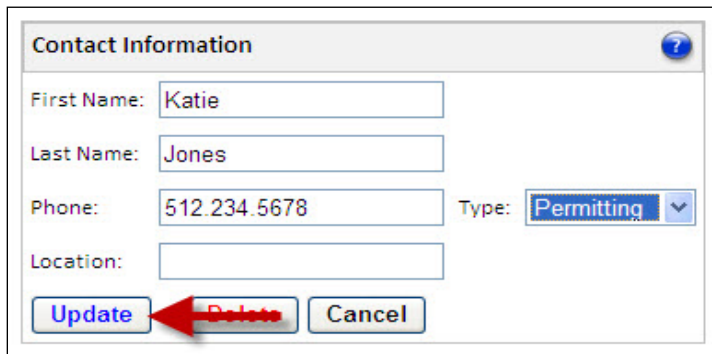 Contact Information ?
First Name: Katie
Last Name: Jones
Phone: 512.234.5678 Type: Permitting
Location:
Update Delete Cancel